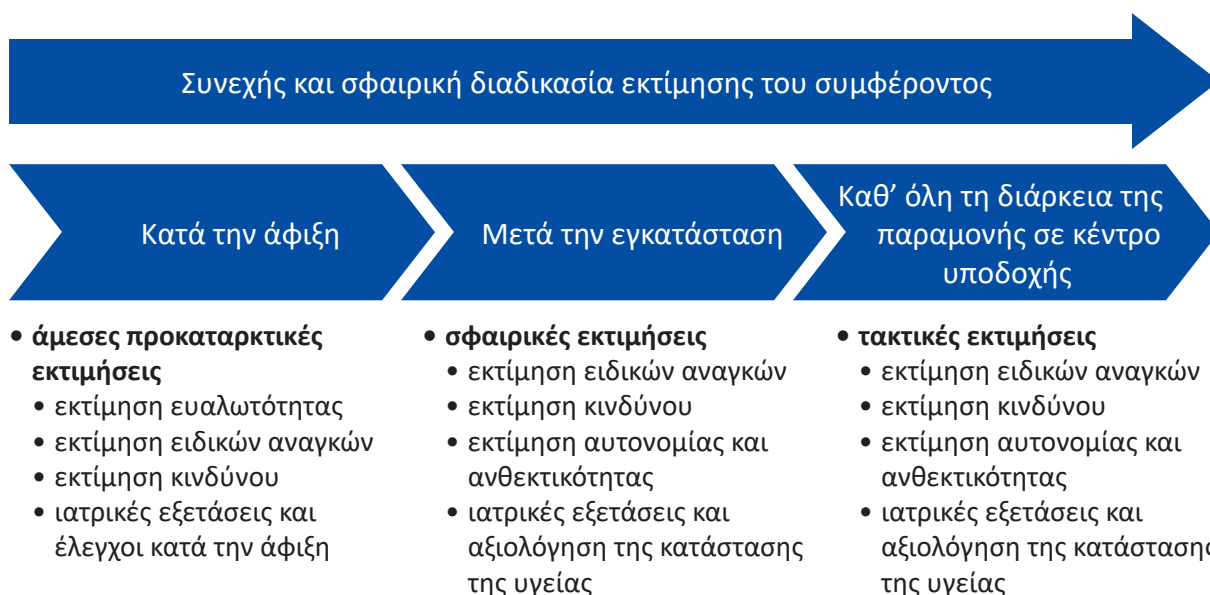 Συνεχής και σφαιρική διαδικασία εκτίμησης του συμφέροντος
Κατά την άφιξη
Μετά την εγκατάσταση
Καθ’ όλη τη διάρκεια της
παραμονής σε κέντρο
υποδοχής
• άμεσες προκαταρκτικές
εκτιμήσεις
• εκτίμηση ευαλωτότητας
• εκτίμηση ειδικών αναγκών
• εκτίμηση κινδύνου
• ιατρικές εξετάσεις και
έλεγχοι κατά την άφιξη
• σφαιρικές εκτιμήσεις
• εκτίμηση ειδικών αναγκών
• εκτίμηση κινδύνου
• εκτίμηση αυτονομίας και
ανθεκτικότητας
• ιατρικές εξετάσεις και
αξιολόγηση της κατάστασης
της υγείας
• τακτικές εκτιμήσεις
• εκτίμηση ειδικών αναγκών
• εκτίμηση κινδύνου
• εκτίμηση αυτονομίας και
ανθεκτικότητας
• ιατρικές εξετάσεις και
αξιολόγηση της κατάστασης
της υγείας